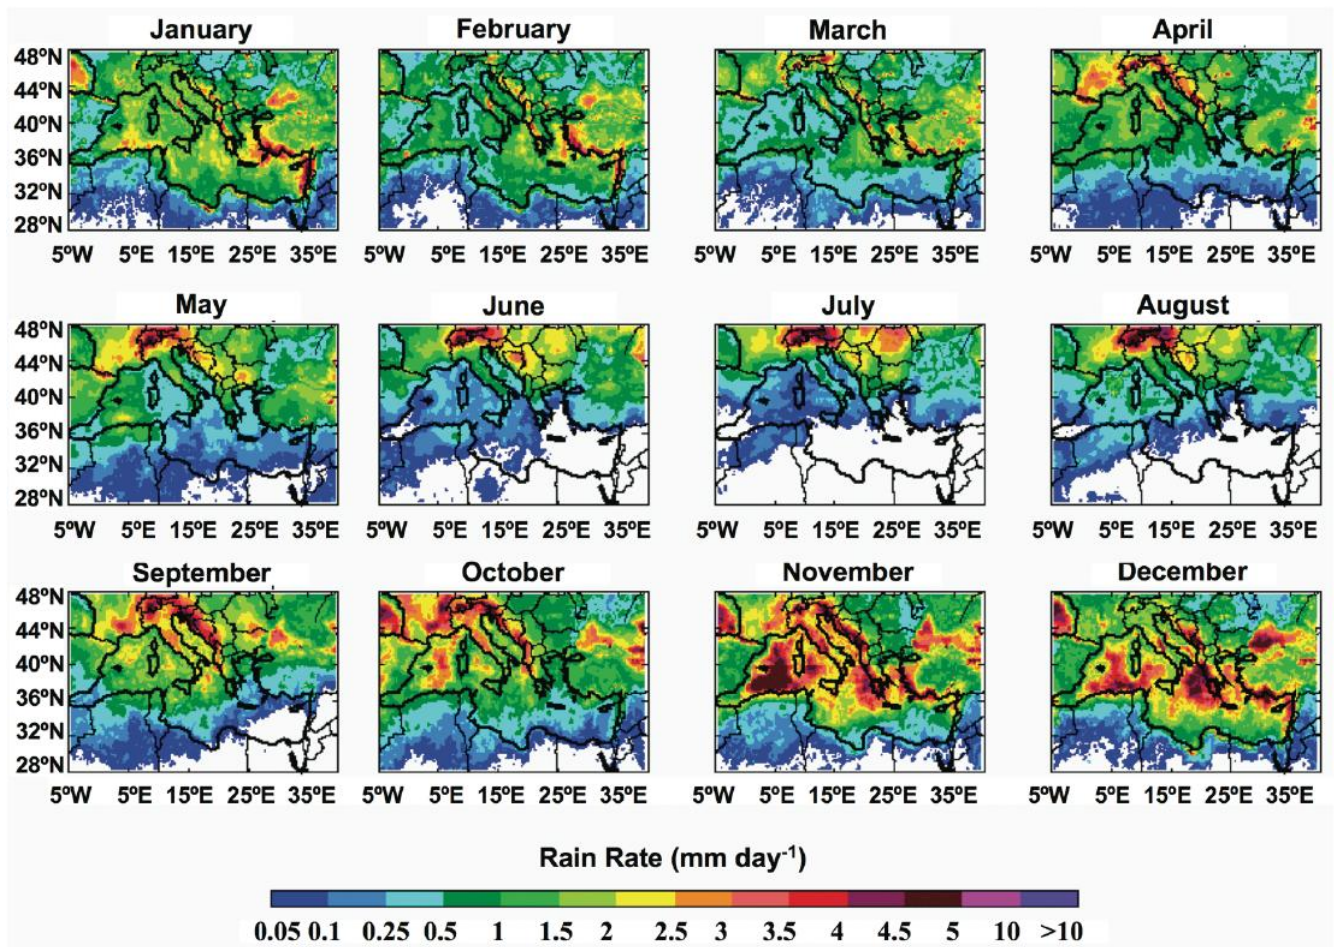 January February March April
48°N
44°N
40°N
36°N
32°N
28°N
5°W 5°E 15°E 25°E 35°E 5°W 5°E 15°E 25°E 35°E 5°W 5°E 15°E 25°E 35°E 5°W 5°E 15°E 25°E 35°E
May June July August
48°N
44°N
40°N
36°N
32°N
28°N
5°W 5°E 15°E 25°E 35°E 5°W 5°E 15°E 25°E 35°E 5°W 5°E 15°E 25°E 35°E 5°W 5°E 15°E 25°E 35°E
September October November December
48°N
44°N
40°N
36°N
32°N
28°N
5°W 5°E 15°E 25°E 35°E 5°W 5°E 15°E 25°E 35°E 5°W 5°E 15°E 25°E 35°E 5°W 5°E 15°E 25°E 35°E
Rain Rate (mm day⁻¹)
0.05 0.1 0.25 0.5 1 1.5 2 2.5 3 3.5 4 4.5 5 10 >10